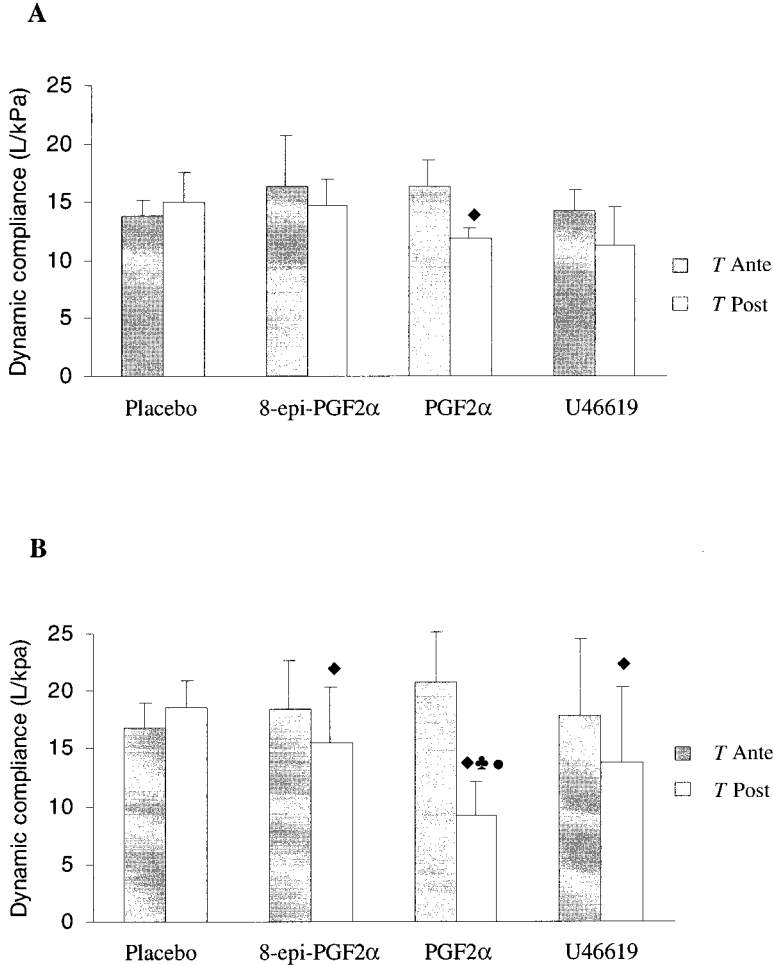 A
Dynamic compliance (L/kPa)
25
20
15
10
5
0
◆
Placebo 8-epi-PGF2α PGF2α U46619
T Ante
T Post
B
Dynamic compliance (L/kpa)
25
20
15
10
5
0
◆ ◆♣● ◆
Placebo 8-epi-PGF2α PGF2α U46619
T Ante
T Post